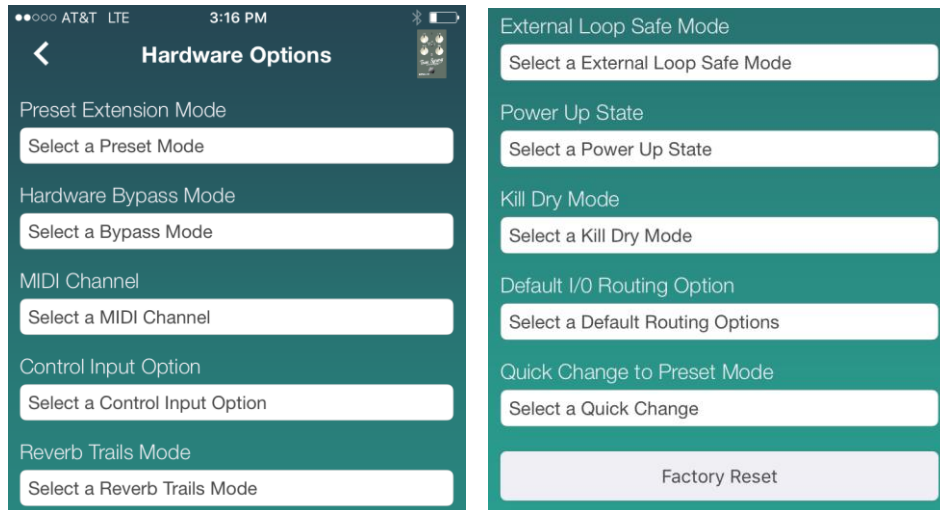 AT&T LTE 3:16 PM
Hardware Options
Preset Extension Mode
Select a Preset Mode
Hardware Bypass Mode
Select a Bypass Mode
MIDI Channel
Select a MIDI Channel
Control Input Option
Select a Control Input Option
Reverb Trails Mode
Select a Reverb Trails Mode
External Loop Safe Mode
Select a External Loop Safe Mode
Power Up State
Select a Power Up State
Kill Dry Mode
Select a Kill Dry Mode
Default I/0 Routing Option
Select a Default Routing Options
Quick Change to Preset Mode
Select a Quick Change
Factory Reset